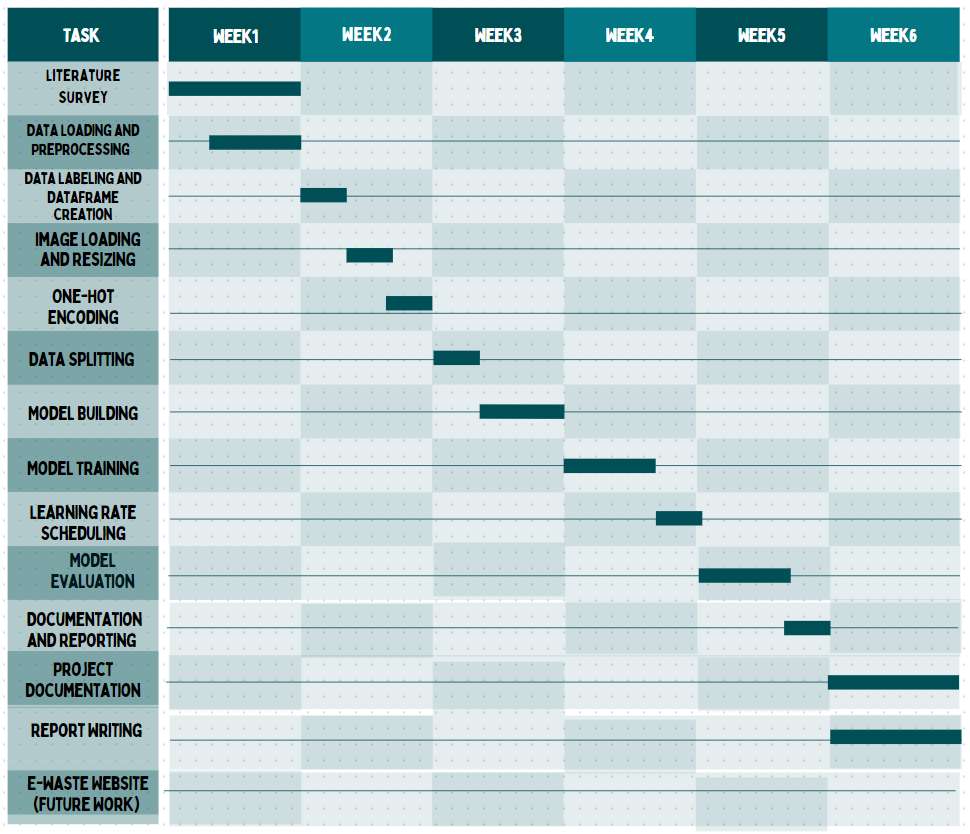 TASK WEEK1 WEEK2 WEEK3 WEEK4 WEEK5 WEEK6
LITERATURE
SURVEY
DATA LOADING AND
PREPROCESSING
DATA LABELING AND
DATAFRAME
CREATION
IMAGE LOADING
AND RESIZING
ONE-HOT
ENCODING
DATA SPLITTING
MODEL BUILDING
MODEL TRAINING
LEARNING RATE
SCHEDULING
MODEL
EVALUATION
DOCUMENTATION
AND REPORTING
PROJECT
DOCUMENTATION
REPORT WRITING
E-WASTE WEBSITE
(FUTURE WORK)